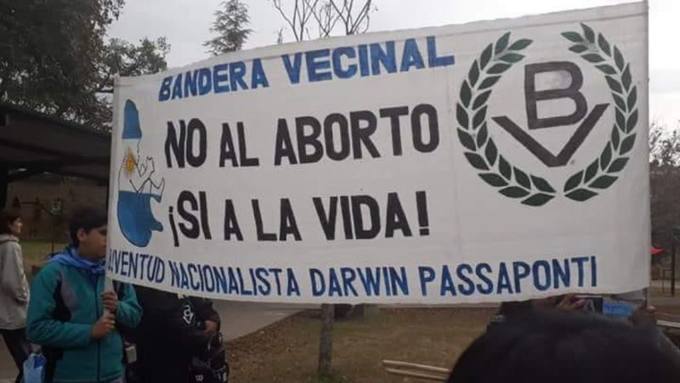 BANDERA VECINAL
NO AL ABORTO
¡SI A LA VIDA!
JUVENTUD NACIONALISTA DARWIN PASSAPONTI
BV